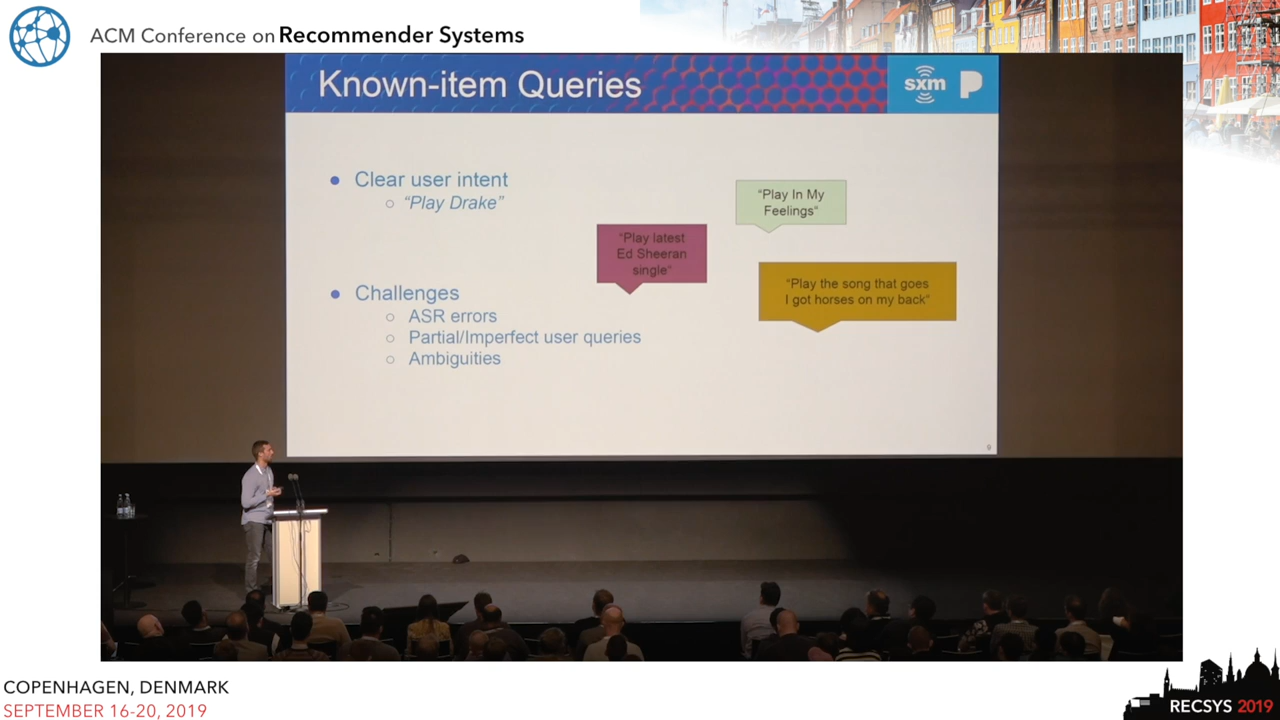 ACM Conference on Recommender Systems
Known-item Queries
sxm
Clear user intent
“Play Drake”
“Play In My
Feelings”
“Play latest
Ed Sheeran
single”
“Play the song that goes
I got horses on my back”
Challenges
ASR errors
Partial/Imperfect user queries
Ambiguities
9
COPENHAGEN, DENMARK
SEPTEMBER 16-20, 2019
RECSYS 2019